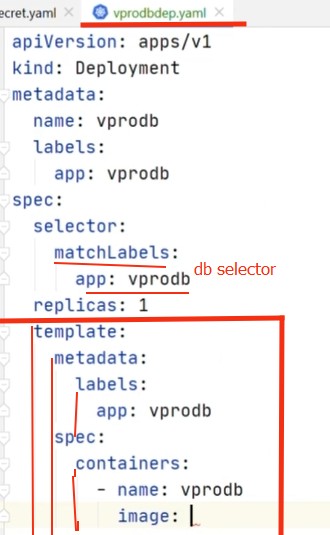 ecret.yaml × vprodbdep.yaml ×
apiVersion: apps/v1
kind: Deployment
metadata:
  name: vprodb
  labels:
    app: vprodb
spec:
  selector:
    matchLabels:
      app: vprodb db selector
  replicas: 1
  template:
    metadata:
      labels:
        app: vprodb
    spec:
      containers:
        - name: vprodb
          image: